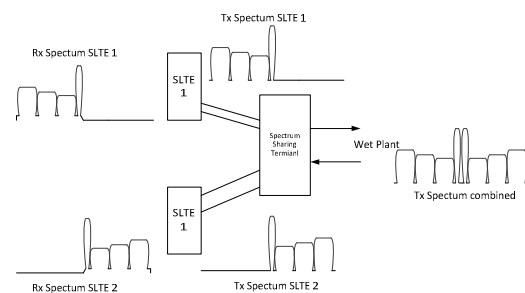 Tx Spectum SLTE 1
Rx Spectum SLTE 1
SLTE
1
Spectrum
Sharing
Termianl
Wet Plant
Tx Spectum combined
SLTE
1
Rx Spectum SLTE 2
Tx Spectum SLTE 2